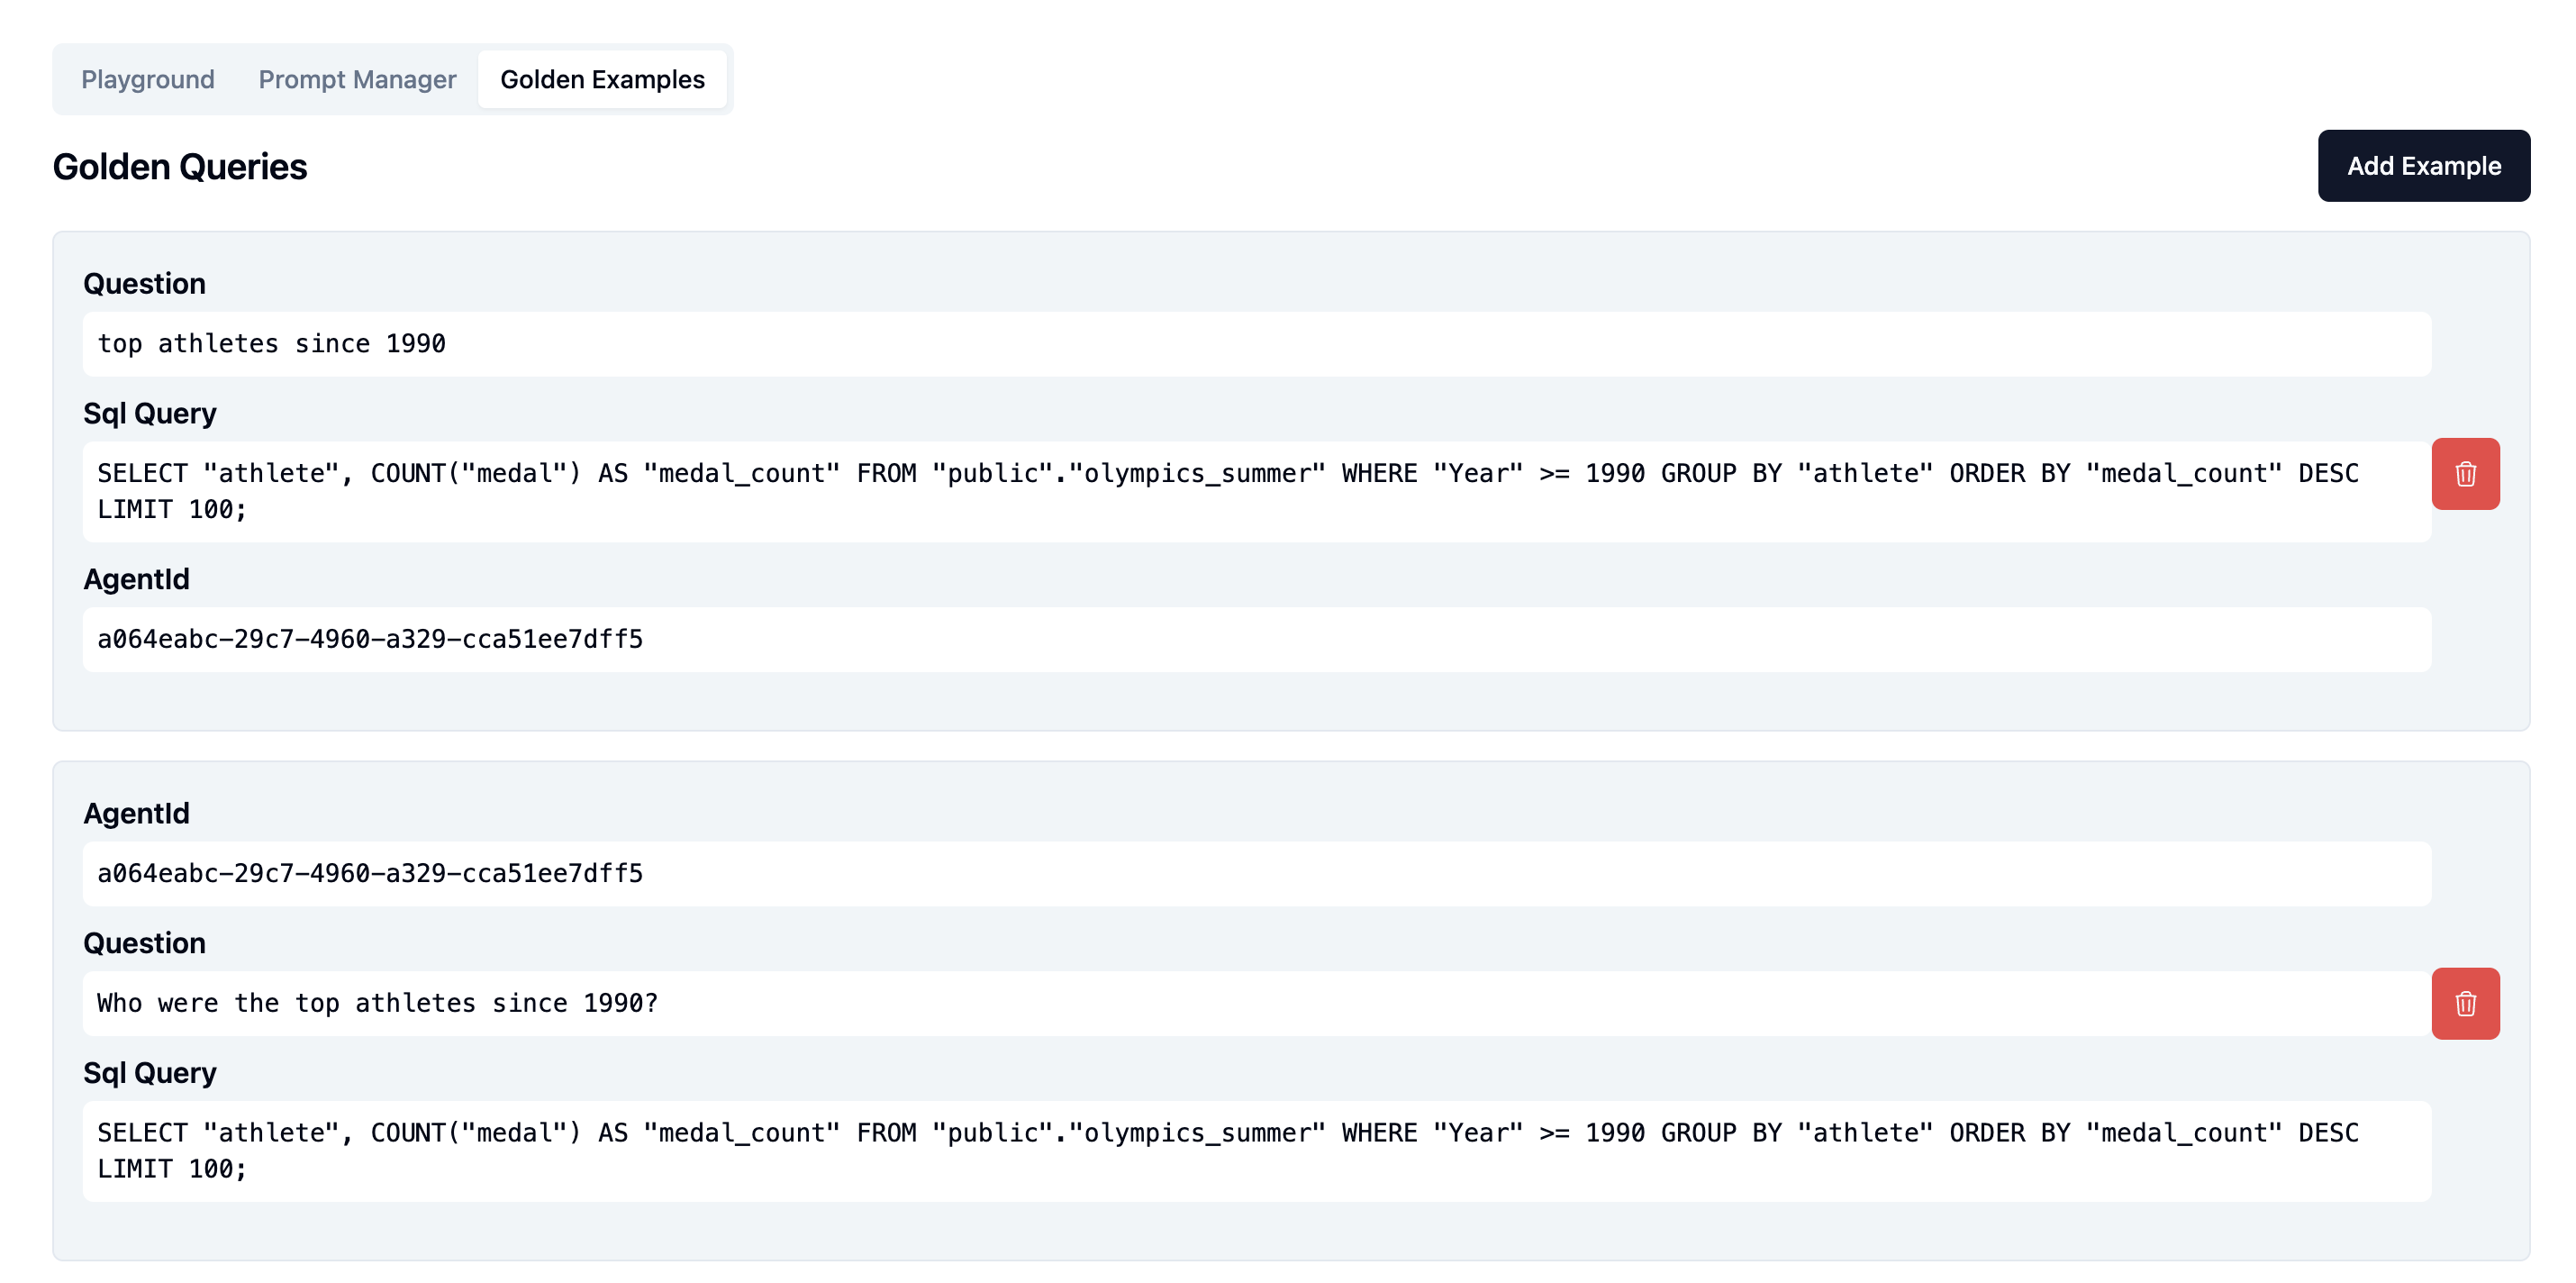 Playground Prompt Manager Golden Examples
Golden Queries
Add Example
Question
top athletes since 1990
Sql Query
SELECT "athlete", COUNT("medal") AS "medal_count" FROM "public"."olympics_summer" WHERE "Year" >= 1990 GROUP BY "athlete" ORDER BY "medal_count" DESC
LIMIT 100;
AgentId
a064eabc-29c7-4960-a329-cca51ee7dff5
AgentId
a064eabc-29c7-4960-a329-cca51ee7dff5
Question
Who were the top athletes since 1990?
Sql Query
SELECT "athlete", COUNT("medal") AS "medal_count" FROM "public"."olympics_summer" WHERE "Year" >= 1990 GROUP BY "athlete" ORDER BY "medal_count" DESC
LIMIT 100;